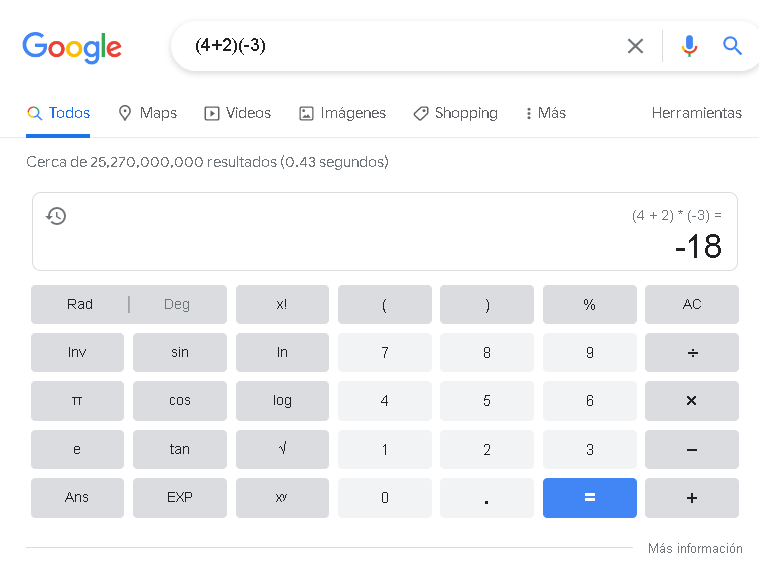 Google (4+2)(-3)
Todos Maps Videos Imágenes Shopping Más Herramientas
Cerca de 25,270,000,000 resultados (0.43 segundos)
(4 + 2) * (-3) =
-18
Rad | Deg x! ( ) % AC
Inv sin ln 7 8 9 ÷
π cos log 4 5 6 ×
e tan √ 1 2 3 −
Ans EXP xʸ 0 . = +
Más información